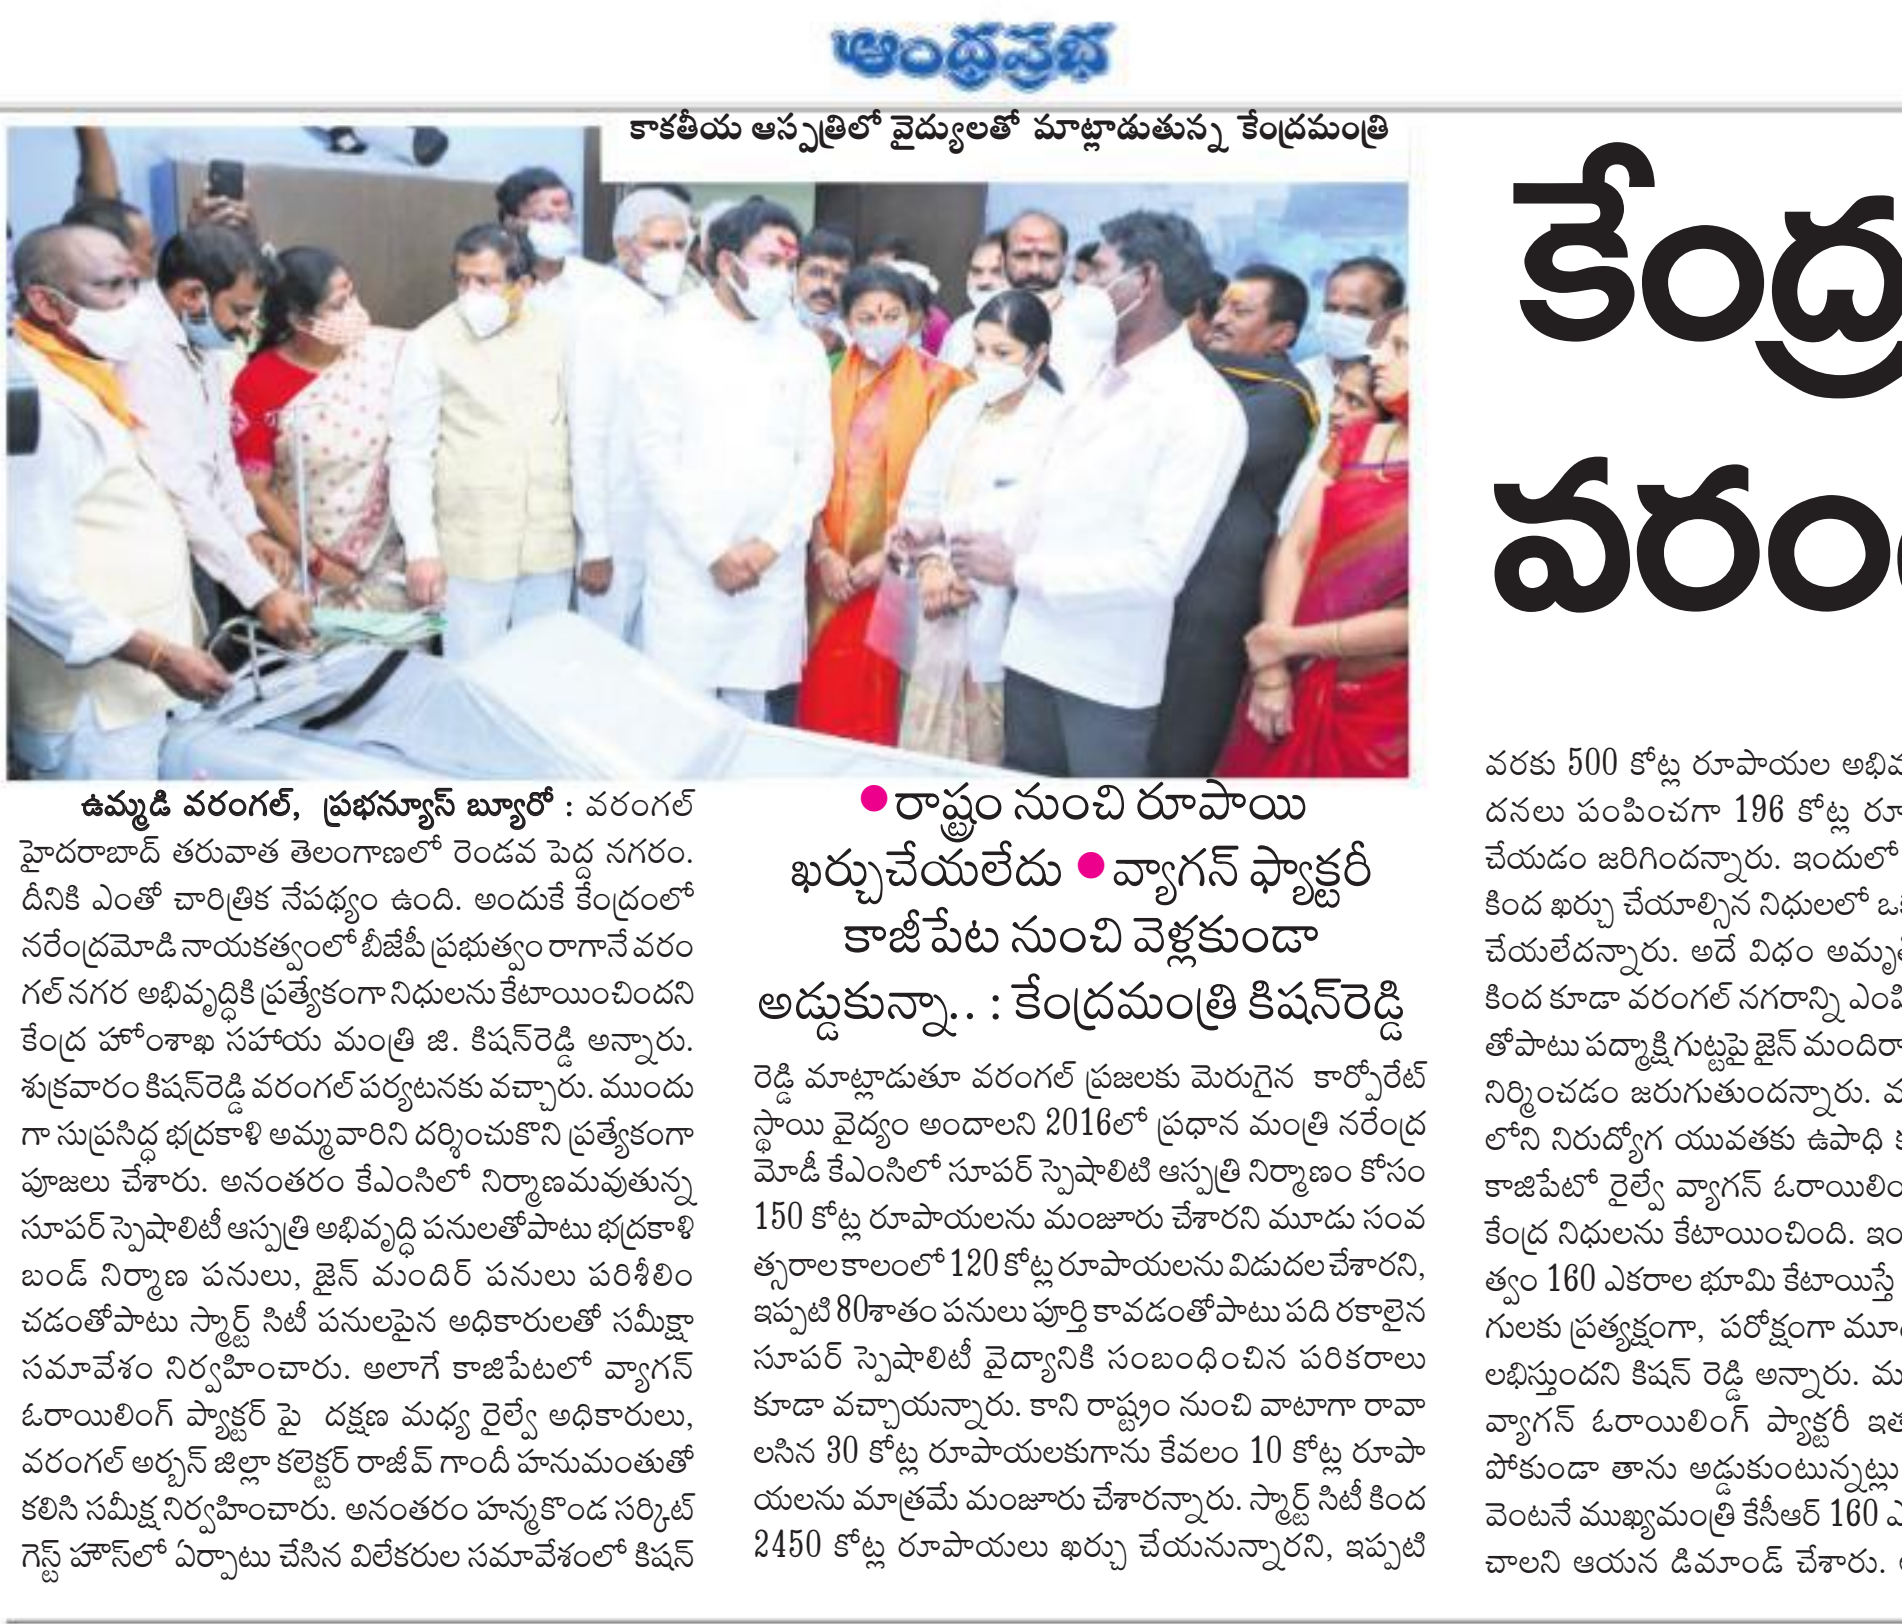 ఆంధ్రప్రభ
కాకతీయ ఆస్పత్రిలో వైద్యులతో మాట్లాడుతున్న కేంద్రమంత్రి
కేంద్ర
వరం
ఉమ్మడి వరంగల్, ప్రభన్యూస్ బ్యూరో : వరంగల్
హైదరాబాద్ తరువాత తెలంగాణలో రెండవ పెద్ద నగరం.
దీనికి ఎంతో చారిత్రిక నేపథ్యం ఉంది. అందుకే కేంద్రంలో
నరేంద్రమోడి నాయకత్వంలో బీజేపీ ప్రభుత్వం రాగానే వరం
గల్ నగర అభివృద్ధికి ప్రత్యేకంగా నిధులను కేటాయించిందని
కేంద్ర హోంశాఖ సహాయ మంత్రి జి. కిషన్‌రెడ్డి అన్నారు.
శుక్రవారం కిషన్‌రెడ్డి వరంగల్ పర్యటనకు వచ్చారు. ముందు
గా సుప్రసిద్ధ భద్రకాళి అమ్మవారిని దర్శించుకొని ప్రత్యేకంగా
పూజలు చేశారు. అనంతరం కేఎంసిలో నిర్మాణమవుతున్న
సూపర్ స్పెషాలిటీ ఆస్పత్రి అభివృద్ధి పనులతోపాటు భద్రకాళి
బండ్ నిర్మాణ పనులు, జైన్ మందిర్ పనులు పరిశీలిం
చడంతోపాటు స్మార్ట్ సిటీ పనులపైన అధికారులతో సమీక్షా
సమావేశం నిర్వహించారు. అలాగే కాజిపేటలో వ్యాగన్
ఓరాయిలింగ్ ప్యాక్టర్ పై దక్షణ మధ్య రైల్వే అధికారులు,
వరంగల్ అర్బన్ జిల్లా కలెక్టర్ రాజీవ్ గాందీ హనుమంతుతో
కలిసి సమీక్ష నిర్వహించారు. అనంతరం హన్మకొండ సర్కిట్
గెస్ట్ హౌస్‌లో ఏర్పాటు చేసిన విలేకరుల సమావేశంలో కిషన్
●రాష్ట్రం నుంచి రూపాయి
ఖర్చుచేయలేదు ●వ్యాగన్ ఫ్యాక్టరీ
కాజీపేట నుంచి వెళ్లకుండా
అడ్డుకున్నా.. : కేంద్రమంత్రి కిషన్‌రెడ్డి
రెడ్డి మాట్లాడుతూ వరంగల్ ప్రజలకు మెరుగైన కార్పోరేట్
స్థాయి వైద్యం అందాలని 2016లో ప్రధాన మంత్రి నరేంద్ర
మోడీ కేఎంసిలో సూపర్ స్పెషాలిటి ఆస్పత్రి నిర్మాణం కోసం
150 కోట్ల రూపాయలను మంజూరు చేశారని మూడు సంవ
త్సరాల కాలంలో 120 కోట్ల రూపాయలను విడుదల చేశారని,
ఇప్పటి 80శాతం పనులు పూర్తి కావడంతోపాటు పది రకాలైన
సూపర్ స్పెషాలిటీ వైద్యానికి సంబంధించిన పరికరాలు
కూడా వచ్చాయన్నారు. కాని రాష్ట్రం నుంచి వాటాగా రావా
లసిన 30 కోట్ల రూపాయలకుగాను కేవలం 10 కోట్ల రూపా
యలను మాత్రమే మంజూరు చేశారన్నారు. స్మార్ట్ సిటీ కింద
2450 కోట్ల రూపాయలు ఖర్చు చేయనున్నారని, ఇప్పటి
వరకు 500 కోట్ల రూపాయల
దనలు పంపించగా 196 కోట్ల
చేయడం జరిగిందన్నారు. ఇందులో
కింద ఖర్చు చేయాల్సిన నిధులలో
చేయలేదన్నారు. అదే విధం
కింద కూడా వరంగల్ నగరాన్ని
తోపాటు పద్మాక్షిగుట్టపై జైన్
నిర్మించడం జరుగుతుందన్నారు.
లోని నిరుద్యోగ యువతకు ఉపాధి
కాజిపేటో రైల్వే వ్యాగన్
కేంద్ర నిధులను కేటాయించింది.
త్వం 160 ఎకరాల భూమి కేటాయిస్తే
గులకు ప్రత్యక్షంగా, పరోక్షంగా
లభిస్తుందని కిషన్ రెడ్డి అన్నారు.
వ్యాగన్ ఓరాయిలింగ్ ప్యాక్టరీ
పోకుండా తాను అడ్డుకుంటున్నట్లు
వెంటనే ముఖ్యమంత్రి కేసీఆర్ 160
చాలని ఆయన డిమాండ్ చేశారు.